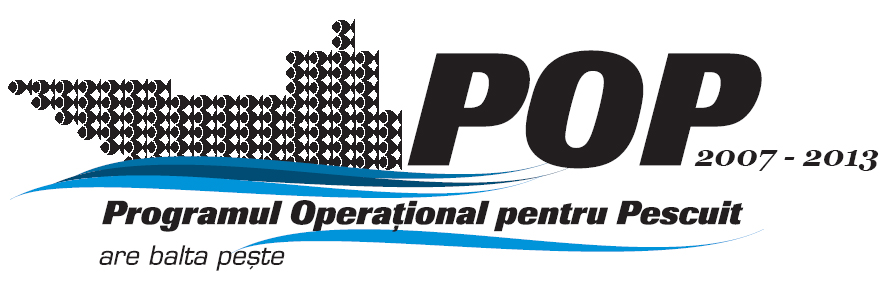 POP
2007 - 2013
Programul Operațional pentru Pescuit
are balta pește